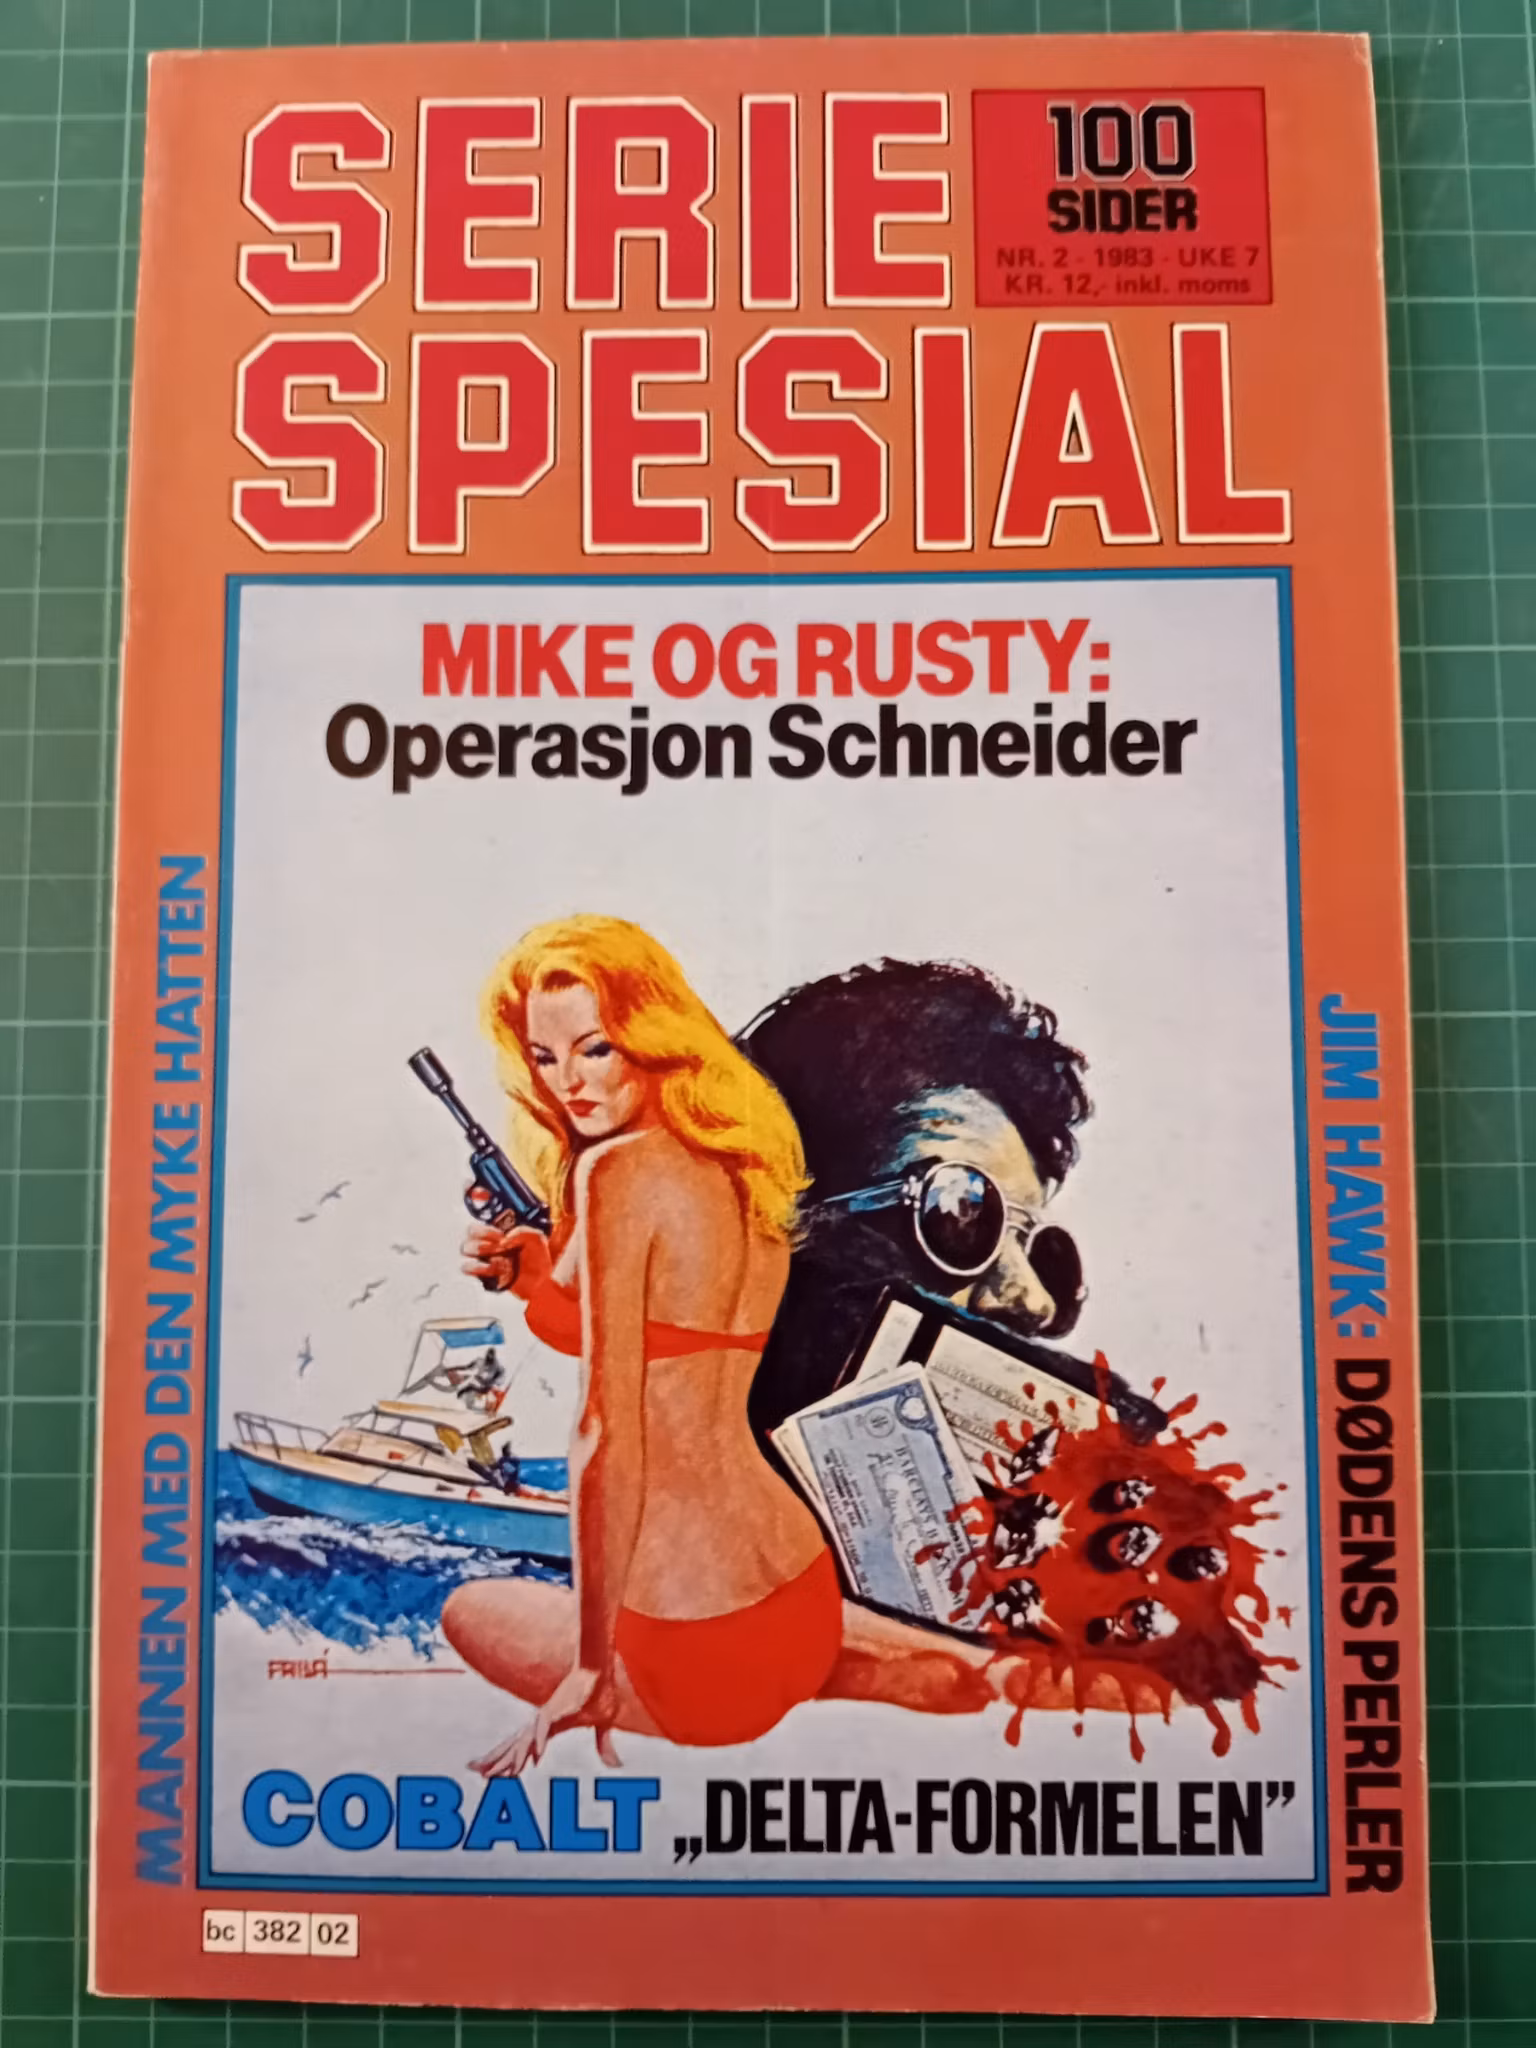 SERIE
SPESIAL
100
SIDER
NR. 2 - 1983 - UKE 7
KR. 12,- inkl. moms
MIKE OG RUSTY:
Operasjon Schneider
MANNEN MED DEN MYKE HATTEN
JIM HAWK: DØDENS PERLER
BARCLAYS
COBALT „DELTA-FORMELEN”
bc 382 02